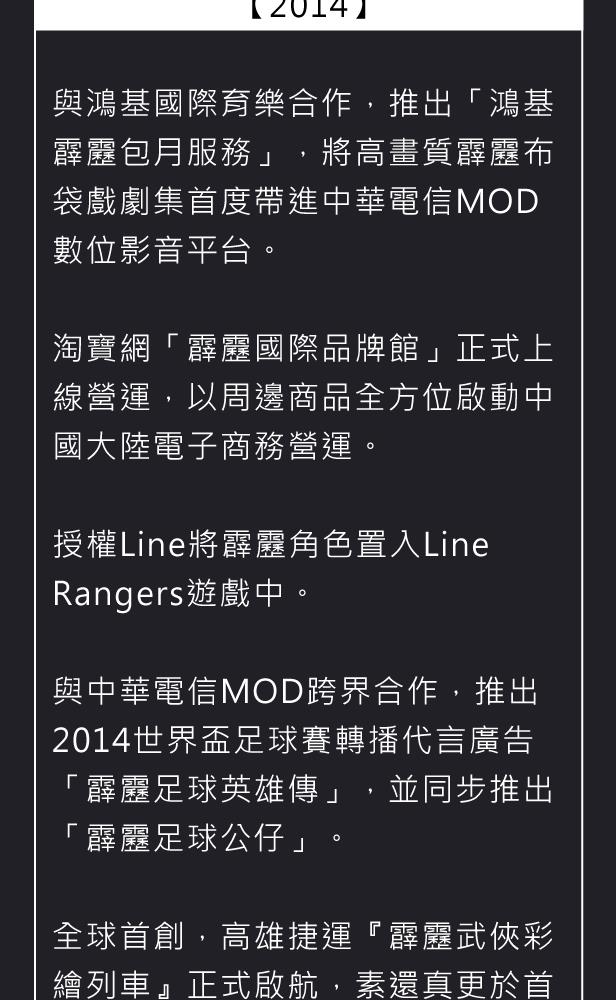 【2014】
與鴻基國際育樂合作，推出「鴻基
霹靂包月服務」，將高畫質霹靂布
袋戲劇集首度帶進中華電信MOD
數位影音平台。
淘寶網「霹靂國際品牌館」正式上
線營運，以周邊商品全方位啟動中
國大陸電子商務營運。
授權Line將霹靂角色置入Line
Rangers遊戲中。
與中華電信MOD跨界合作，推出
2014世界盃足球賽轉播代言廣告
「霹靂足球英雄傳」，並同步推出
「霹靂足球公仔」。
全球首創，高雄捷運『霹靂武俠彩
繪列車』正式啟航，素還真更於首